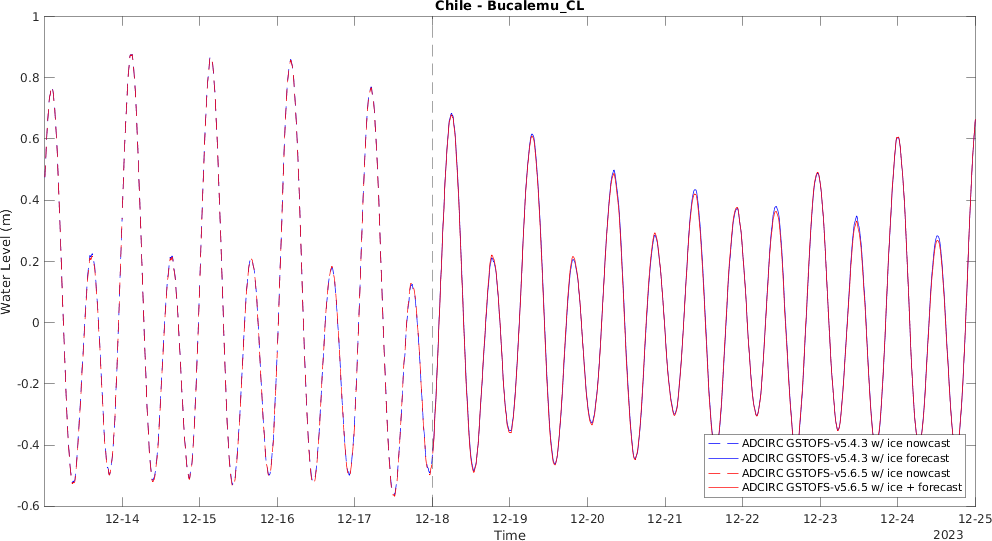 Chile - Bucalemu_CL
Water Level (m)
1
0.8
0.6
0.4
0.2
0
-0.2
-0.4
-0.6
ADCIRC GSTOFS-v5.4.3 w/ ice nowcast
ADCIRC GSTOFS-v5.4.3 w/ ice forecast
ADCIRC GSTOFS-v5.6.5 w/ ice nowcast
ADCIRC GSTOFS-v5.6.5 w/ ice + forecast
12-14 12-15 12-16 12-17 12-18 12-19 12-20 12-21 12-22 12-23 12-24 12-25
Time
2023